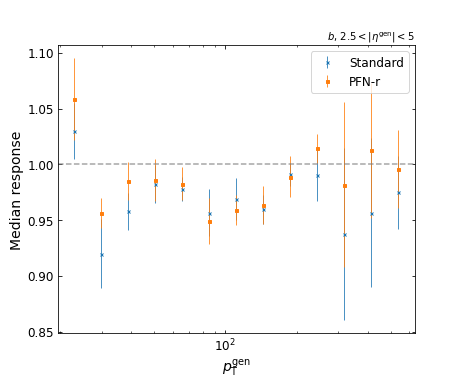 b, 2.5 < |η^gen| < 5
Standard
PFN-r
1.10
1.05
1.00
0.95
0.90
0.85
Median response
10^2
p_T^gen